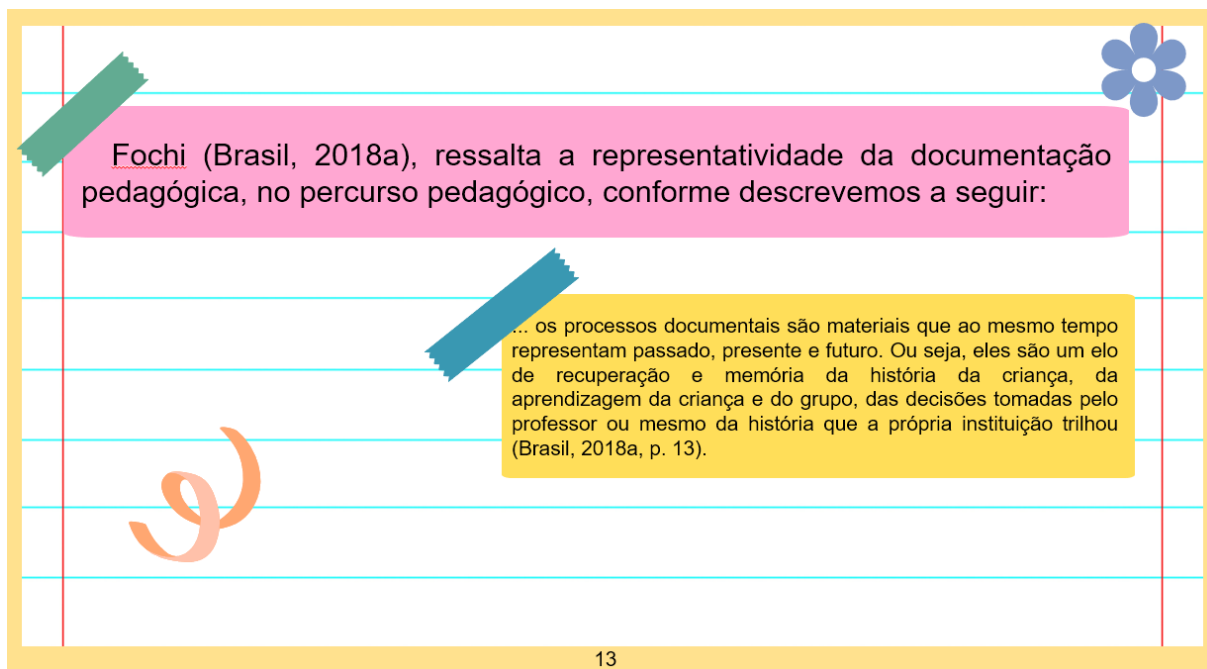 Fochi (Brasil, 2018a), ressalta a representatividade da documentação
pedagógica, no percurso pedagógico, conforme descrevemos a seguir:
... os processos documentais são materiais que ao mesmo tempo
representam passado, presente e futuro. Ou seja, eles são um elo
de recuperação e memória da história da criança, da
aprendizagem da criança e do grupo, das decisões tomadas pelo
professor ou mesmo da história que a própria instituição trilhou
(Brasil, 2018a, p. 13).
13